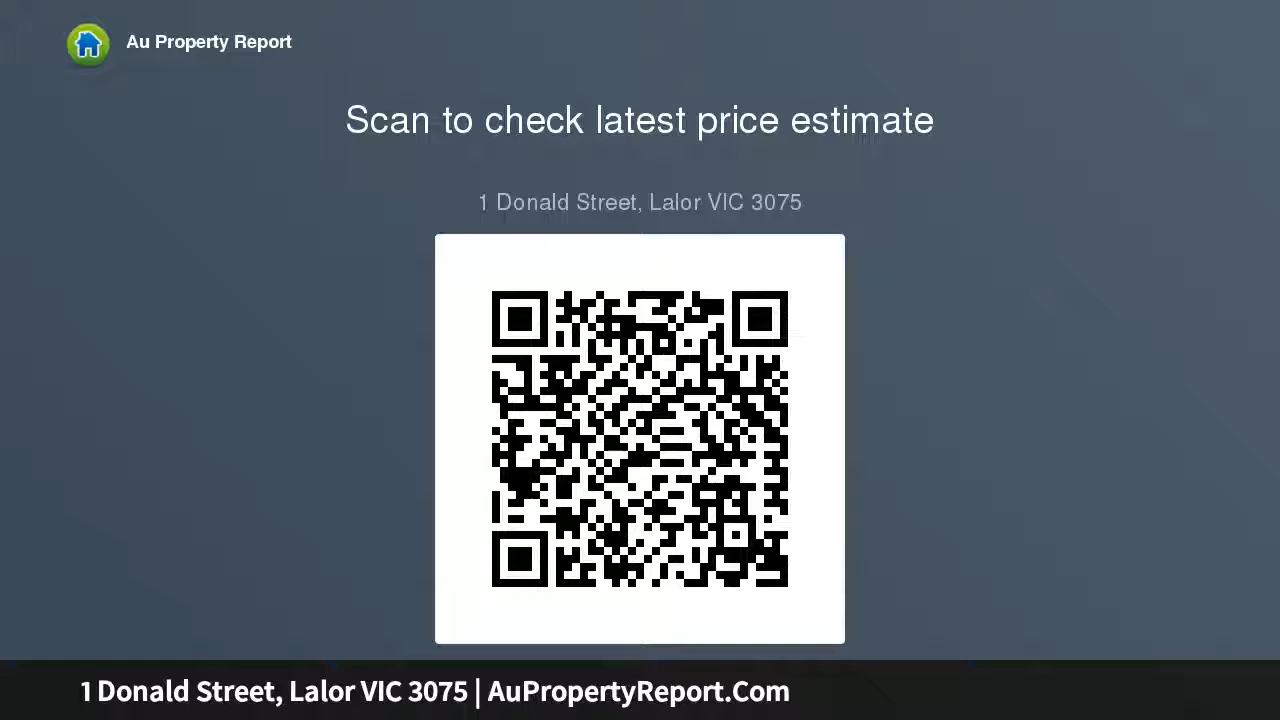 Au Property Report
Scan to check latest price estimate
1 Donald Street, Lalor VIC 3075
1 Donald Street, Lalor VIC 3075 | AuPropertyReport.Com